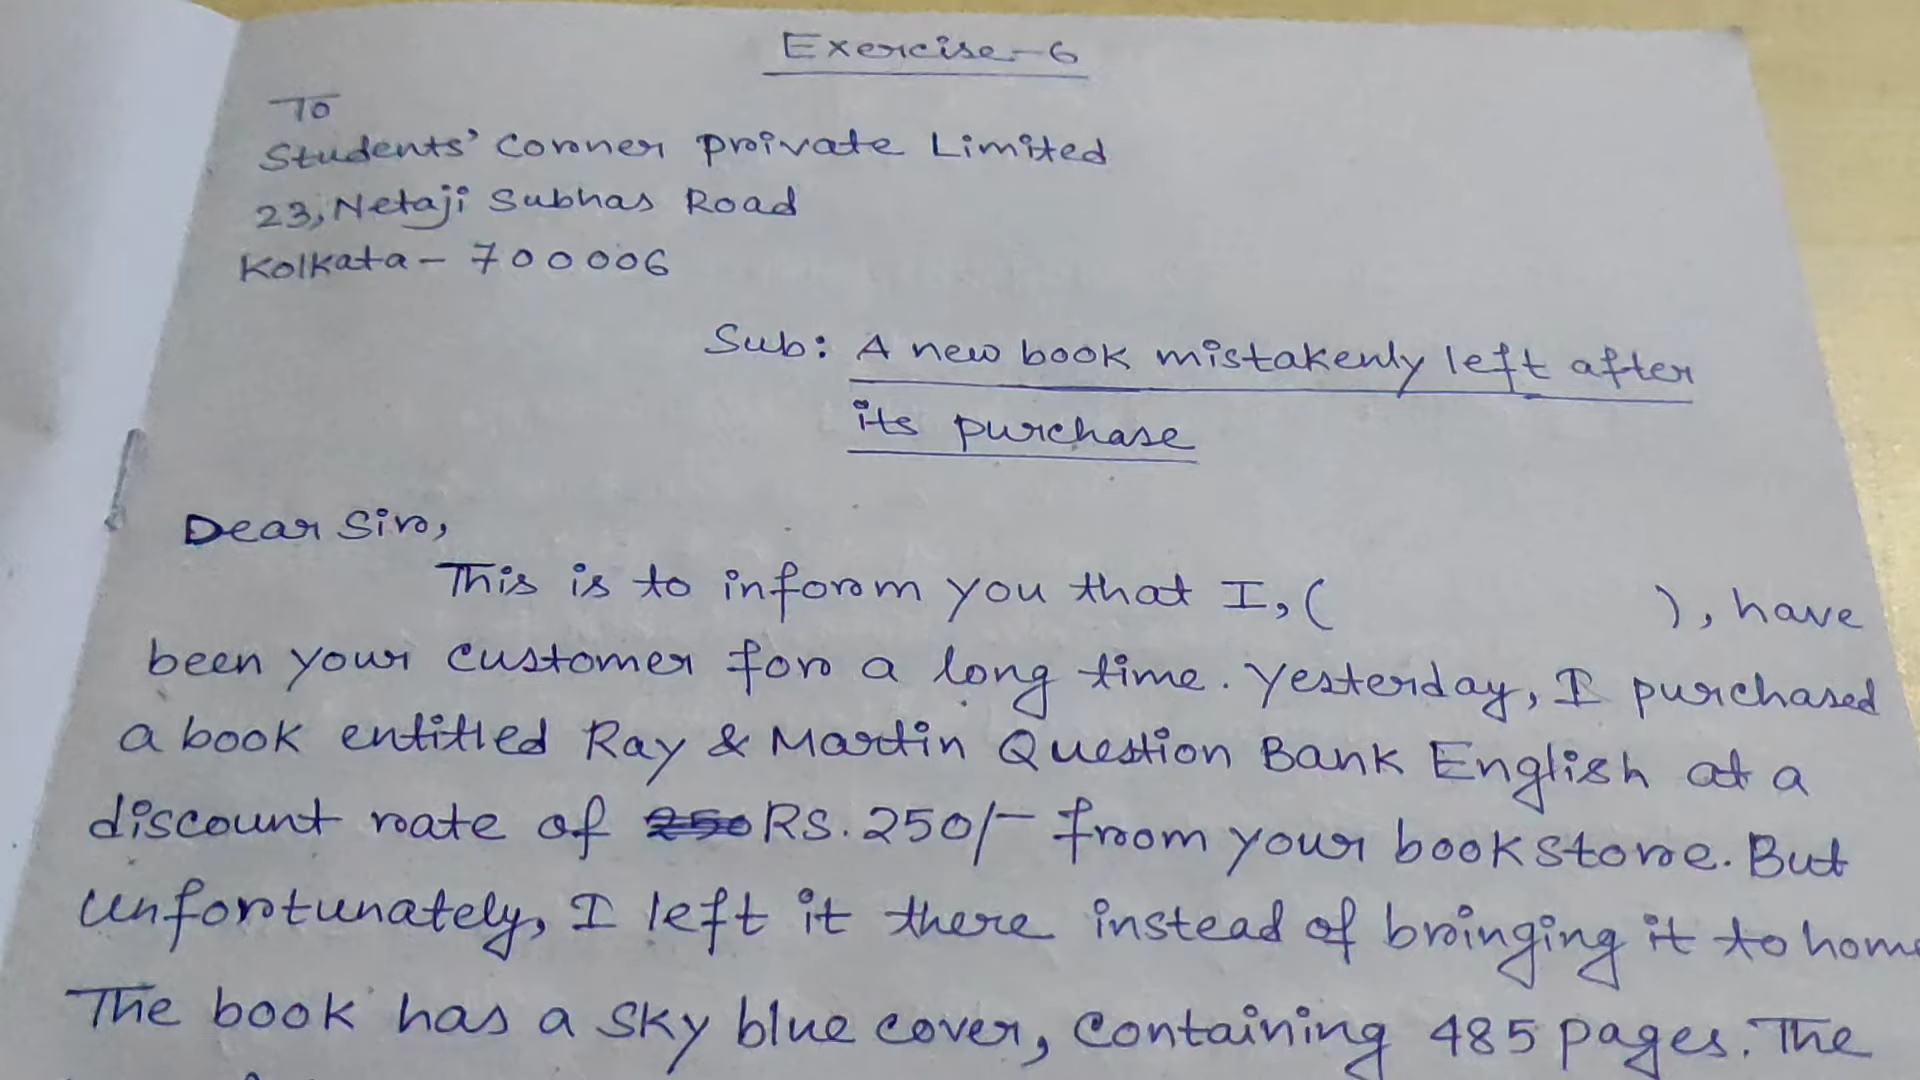 Exercise-6
To
Students' Corner Private Limited
23, Netaji Subhas Road
Kolkata - 700006
Sub: A new book mistakenly left after
its purchase
Dear Sir,
This is to inform you that I, ( ), have
been your customer for a long time. Yesterday, I purchased
a book entitled Ray & Martin Question Bank English at a
discount rate of 250 RS. 250/- from your bookstore. But
unfortunately, I left it there instead of bringing it to home
The book has a sky blue cover, containing 485 pages. The